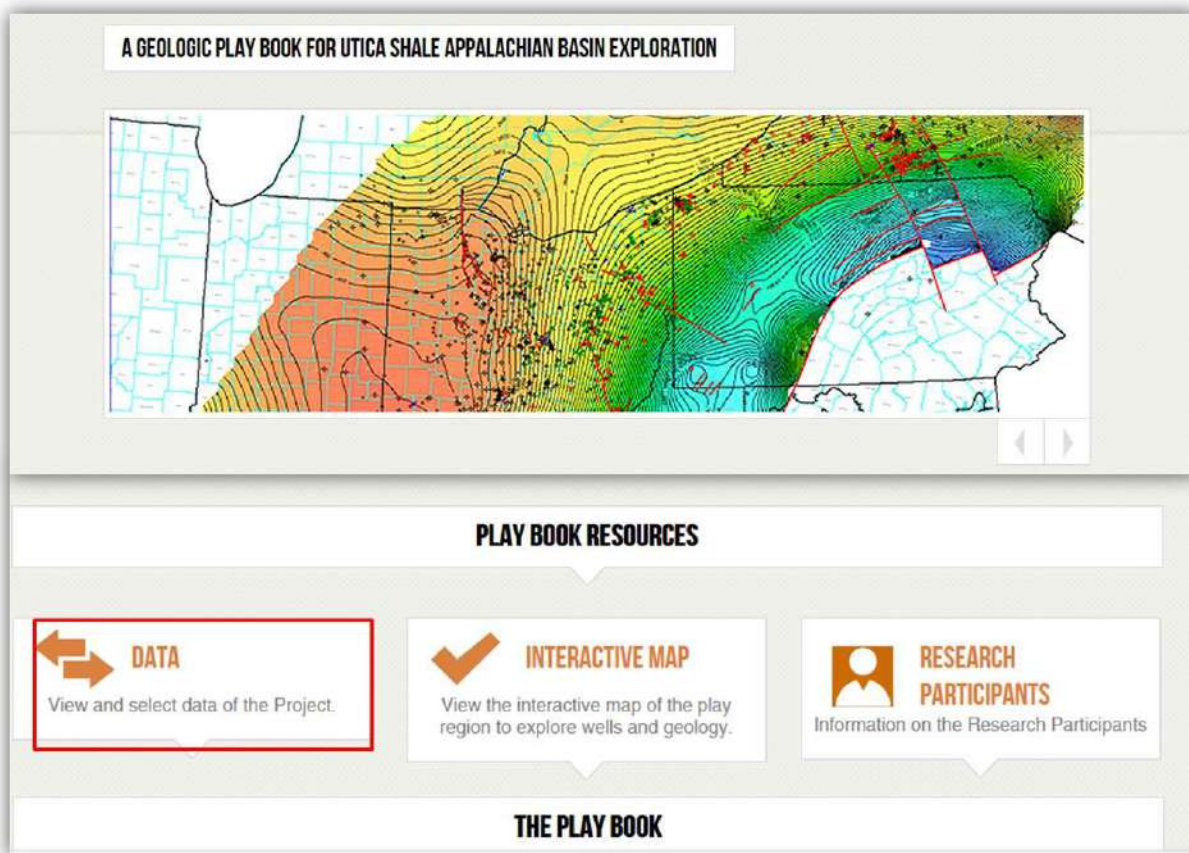 A GEOLOGIC PLAY BOOK FOR UTICA SHALE APPALACHIAN BASIN EXPLORATION
PLAY BOOK RESOURCES
DATA
View and select data of the Project.
INTERACTIVE MAP
View the interactive map of the play
region to explore wells and geology.
RESEARCH
PARTICIPANTS
Information on the Research Participants
THE PLAY BOOK